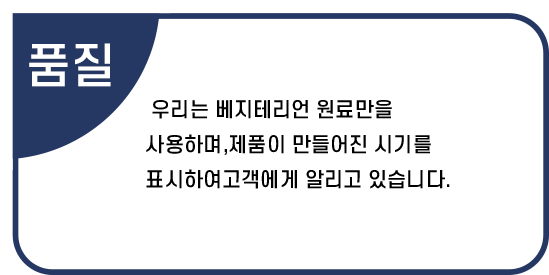 품질
우리는 베지테리언 원료만을
사용하며,제품이 만들어진 시기를
표시하여고객에게 알리고 있습니다.